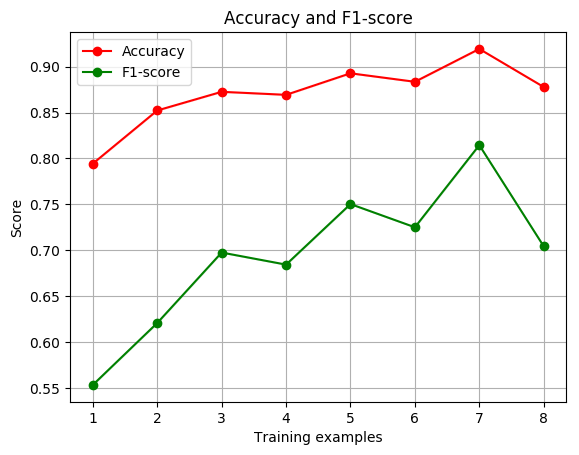 Accuracy and F1-score
Accuracy
F1-score
0.90
0.85
0.80
0.75
0.70
0.65
0.60
0.55
Score
1 2 3 4 5 6 7 8
Training examples